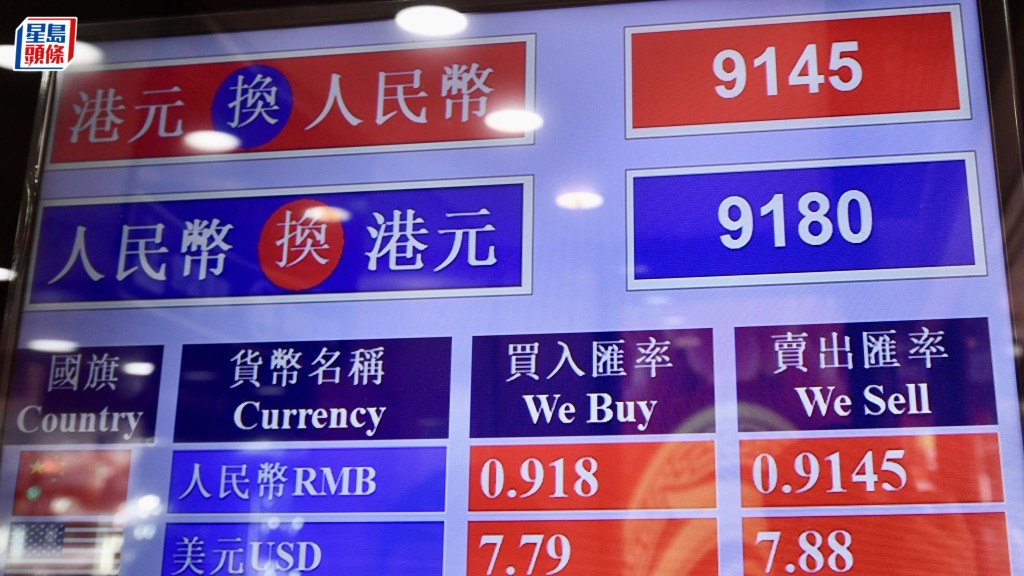 星島
頭條
港元 換 人民幣 9145
人民幣 換 港元 9180
國旗 貨幣名稱 買入匯率 賣出匯率
Country Currency We Buy We Sell
人民幣RMB 0.918 0.9145
美元USD 7.79 7.88